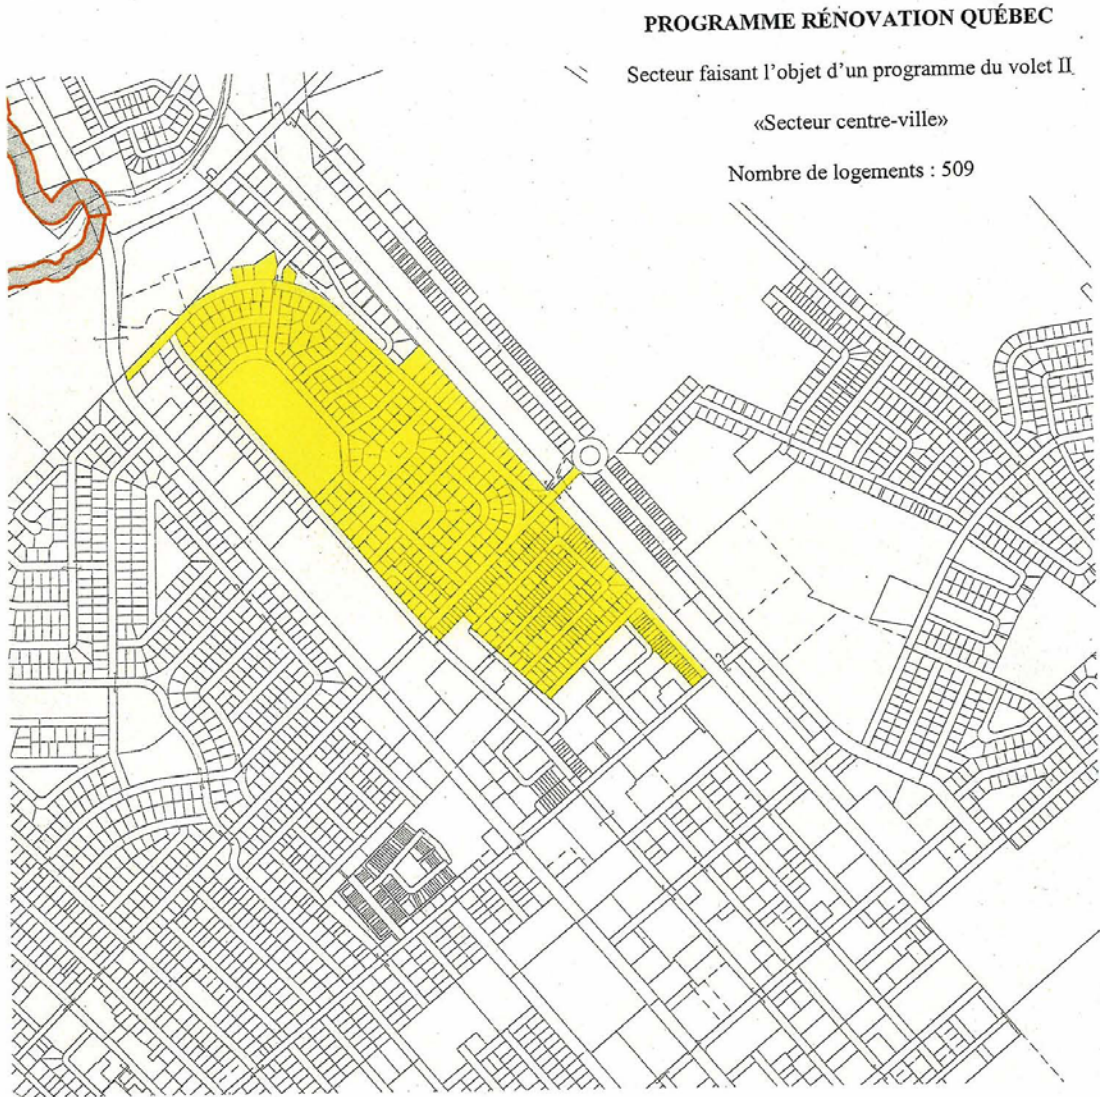 PROGRAMME RÉNOVATION QUÉBEC
Secteur faisant l'objet d'un programme du volet II
«Secteur centre-ville»
Nombre de logements : 509